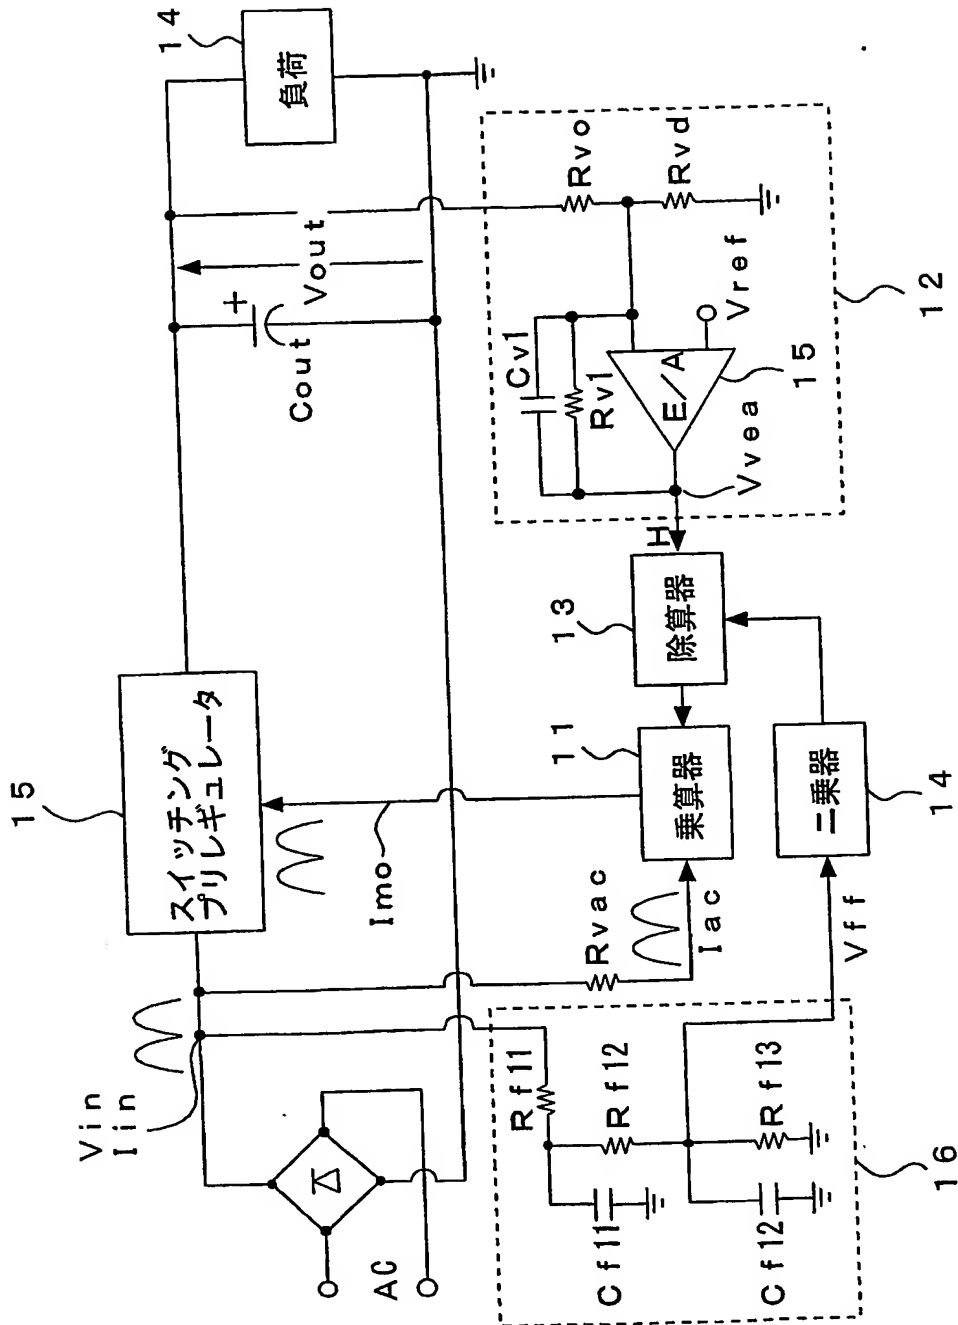 15
14
スイッチング
プリレギュレータ
負荷
Vin
Iin
+
Cout
Vout
Imo
AC
Rvac
Iac
11
乗算器
13
除算器
H
Cv1
Rv1
E/A
15
Vvea
Vref
Rvo
Rvd
12
Rf11
Rf12
Rf13
Cf11
Cf12
16
Vff
二乗器
14